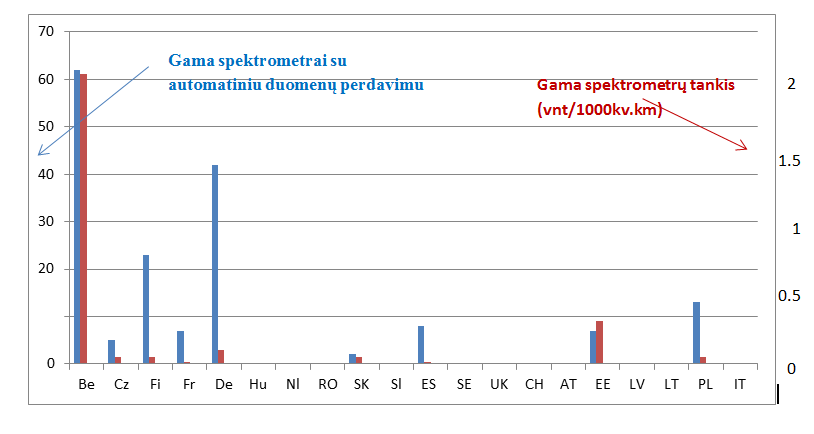 70
60
50
40
30
20
0
Gama spektrometrai su
automatiniu duomenų perdavimu
Gama spektrometrų tankis
(vnt/1000kv.km)
2
1.5
1
0.5
0
Be Cz Fi Fr De Hu Nl RO SK Sl ES SE UK CH AT EE LV LT PL IT